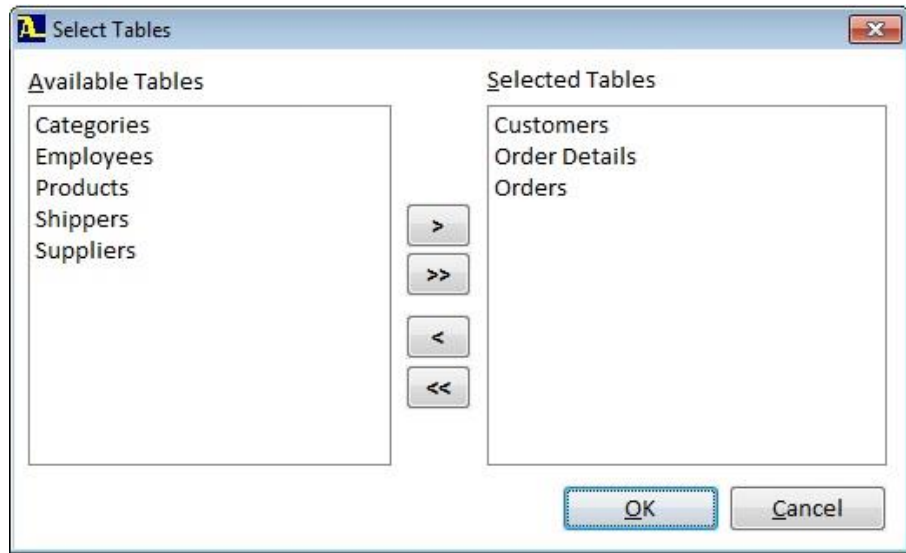 Select Tables
Available Tables
Categories
Employees
Products
Shippers
Suppliers
>
>>
<
<<
Selected Tables
Customers
Order Details
Orders
OK
Cancel